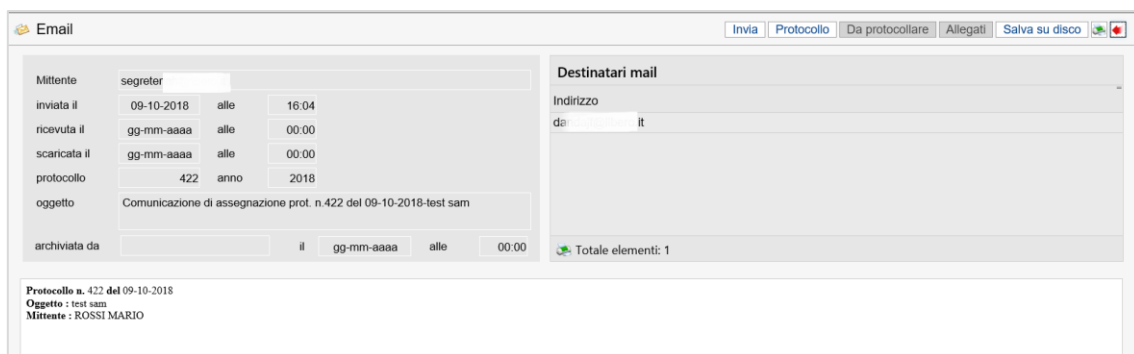 Email
Invia Protocollo Da protocollare Allegati Salva su disco
Mittente segreter
inviata il 09-10-2018 alle 16:04
ricevuta il gg-mm-aaaa alle 00:00
scaricata il gg-mm-aaaa alle 00:00
protocollo 422 anno 2018
oggetto Comunicazione di assegnazione prot. n.422 del 09-10-2018-test sam
archiviata da il gg-mm-aaaa alle 00:00
Destinatari mail
Indirizzo
da it
Totale elementi: 1
Protocollo n. 422 del 09-10-2018
Oggetto : test sam
Mittente : ROSSI MARIO